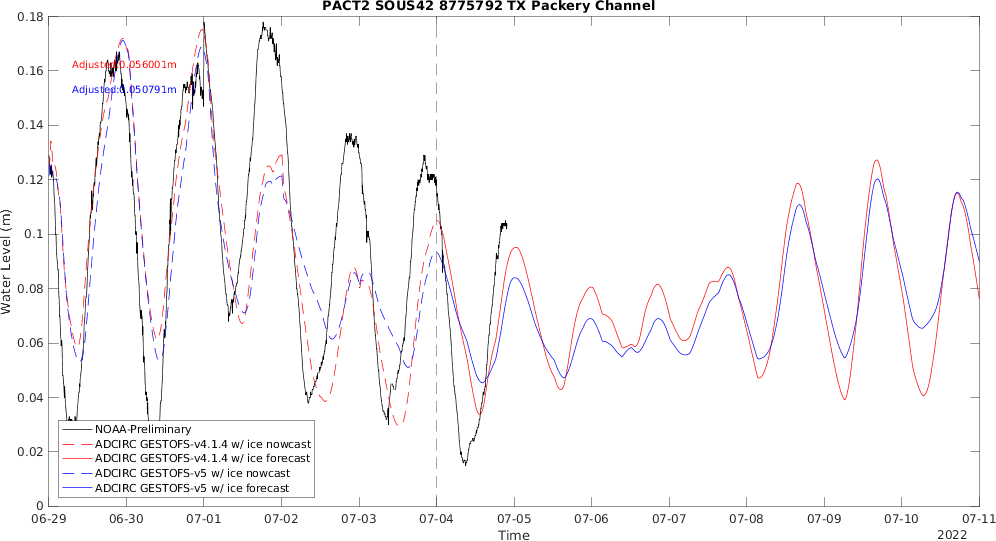 PACT2 SOUS42 8775792 TX Packery Channel
Water Level (m)
0.18
0.16
0.14
0.12
0.1
0.08
0.06
0.04
0.02
0
Adjusted:0.056001m
Adjusted:0.050791m
NOAA-Preliminary
ADCIRC GESTOFS-v4.1.4 w/ ice nowcast
ADCIRC GESTOFS-v4.1.4 w/ ice forecast
ADCIRC GESTOFS-v5 w/ ice nowcast
ADCIRC GESTOFS-v5 w/ ice forecast
06-29 06-30 07-01 07-02 07-03 07-04 07-05 07-06 07-07 07-08 07-09 07-10 07-11
Time
2022